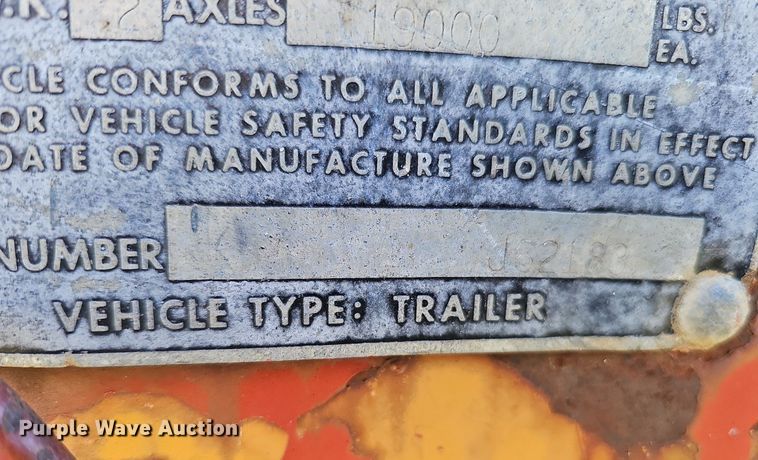 .R. 2 AXLES 19000 LBS. EA.
CLE CONFORMS TO ALL APPLICABLE
OR VEHICLE SAFETY STANDARDS IN EFFECT
DATE OF MANUFACTURE SHOWN ABOVE
NUMBER
VEHICLE TYPE: TRAILER
Purple Wave Auction